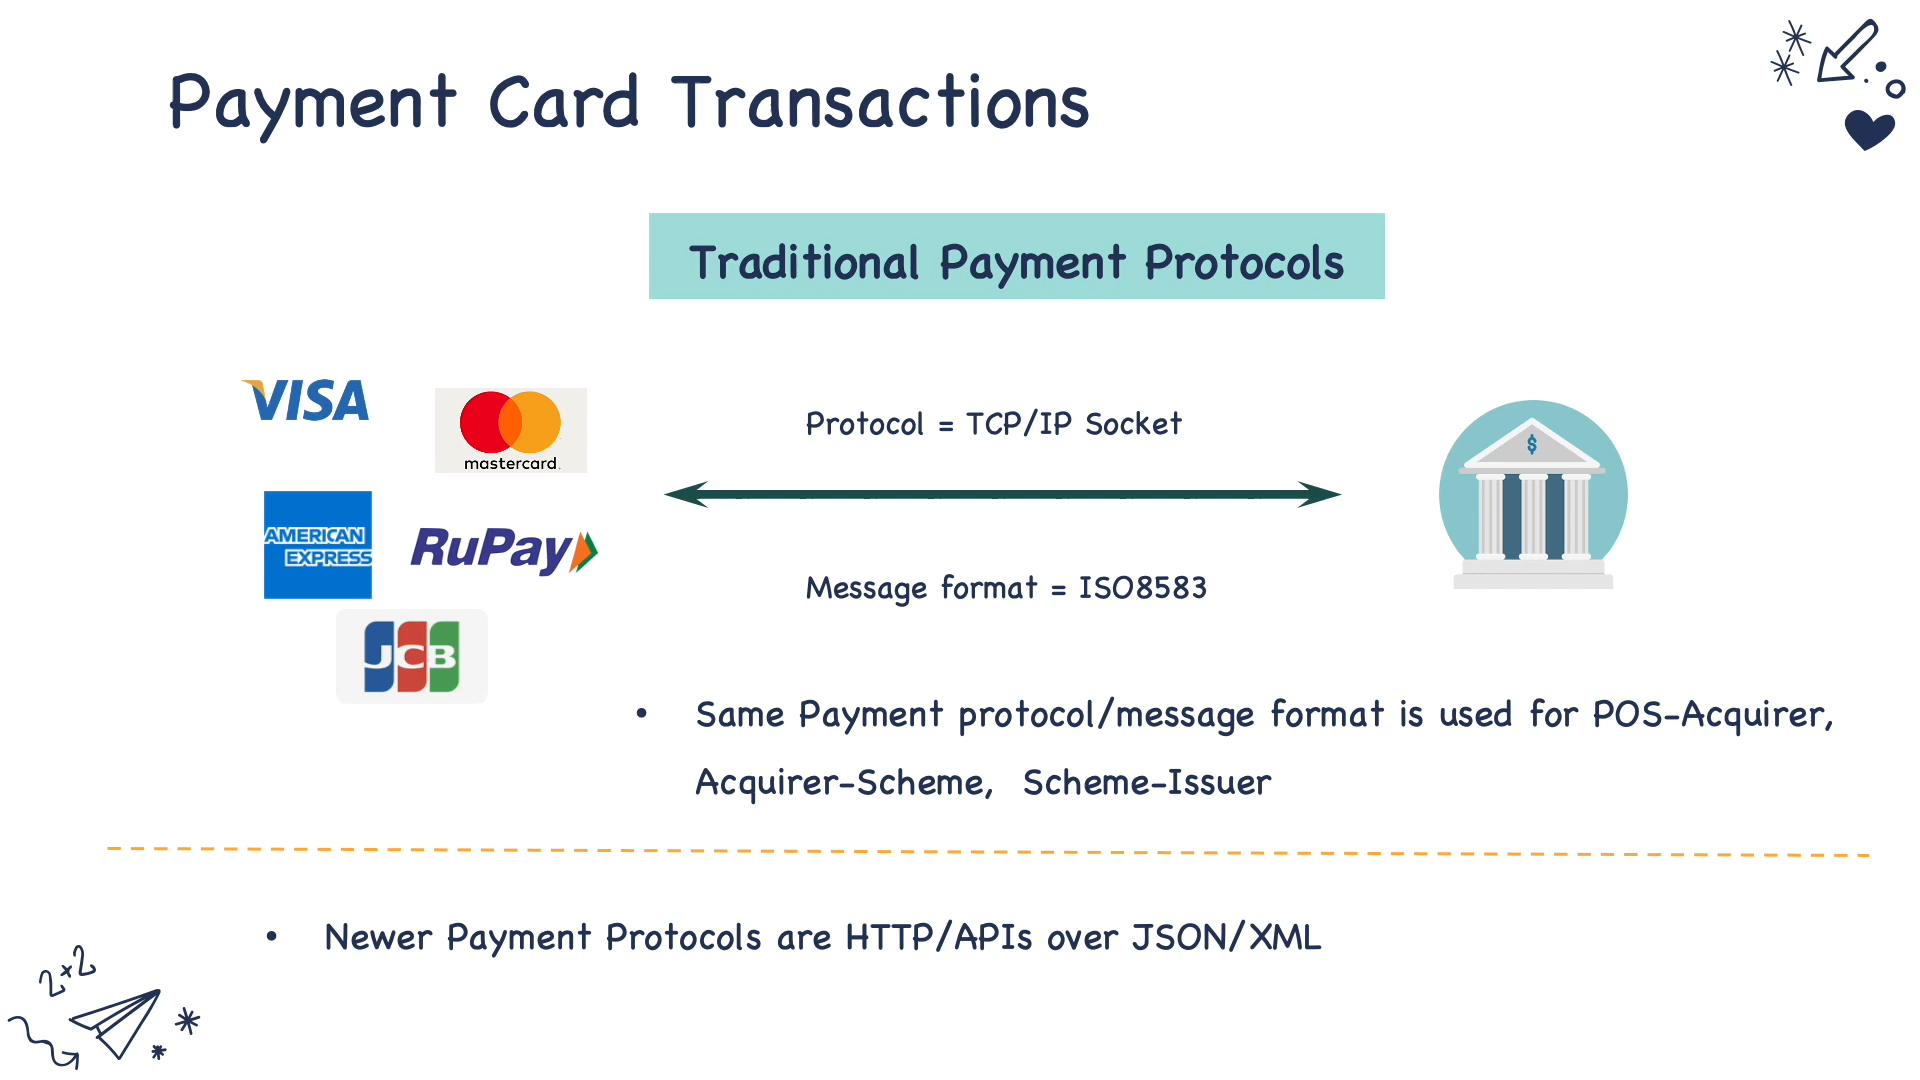 Payment Card Transactions
Traditional Payment Protocols
VISA
mastercard.
Protocol = TCP/IP Socket
$
AMERICAN
EXPRESS
RuPay
Message format = ISO8583
JCB
• Same Payment protocol/message format is used for POS-Acquirer,
Acquirer-Scheme, Scheme-Issuer
• Newer Payment Protocols are HTTP/APIs over JSON/XML
2×2